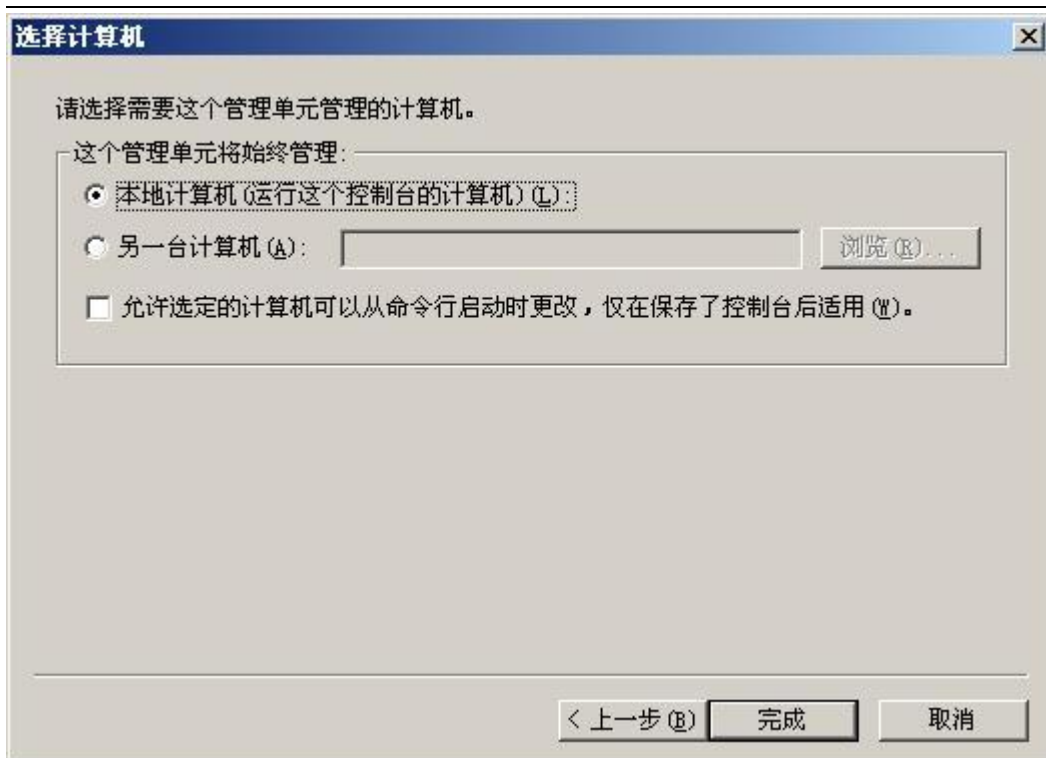 选择计算机
请选择需要这个管理单元管理的计算机。
这个管理单元将始终管理:
本地计算机(运行这个控制台的计算机)(L):
另一台计算机(A): 浏览(R)...
允许选定的计算机可以从命令行启动时更改，仅在保存了控制台后适用(W)。
< 上一步(B) 完成 取消